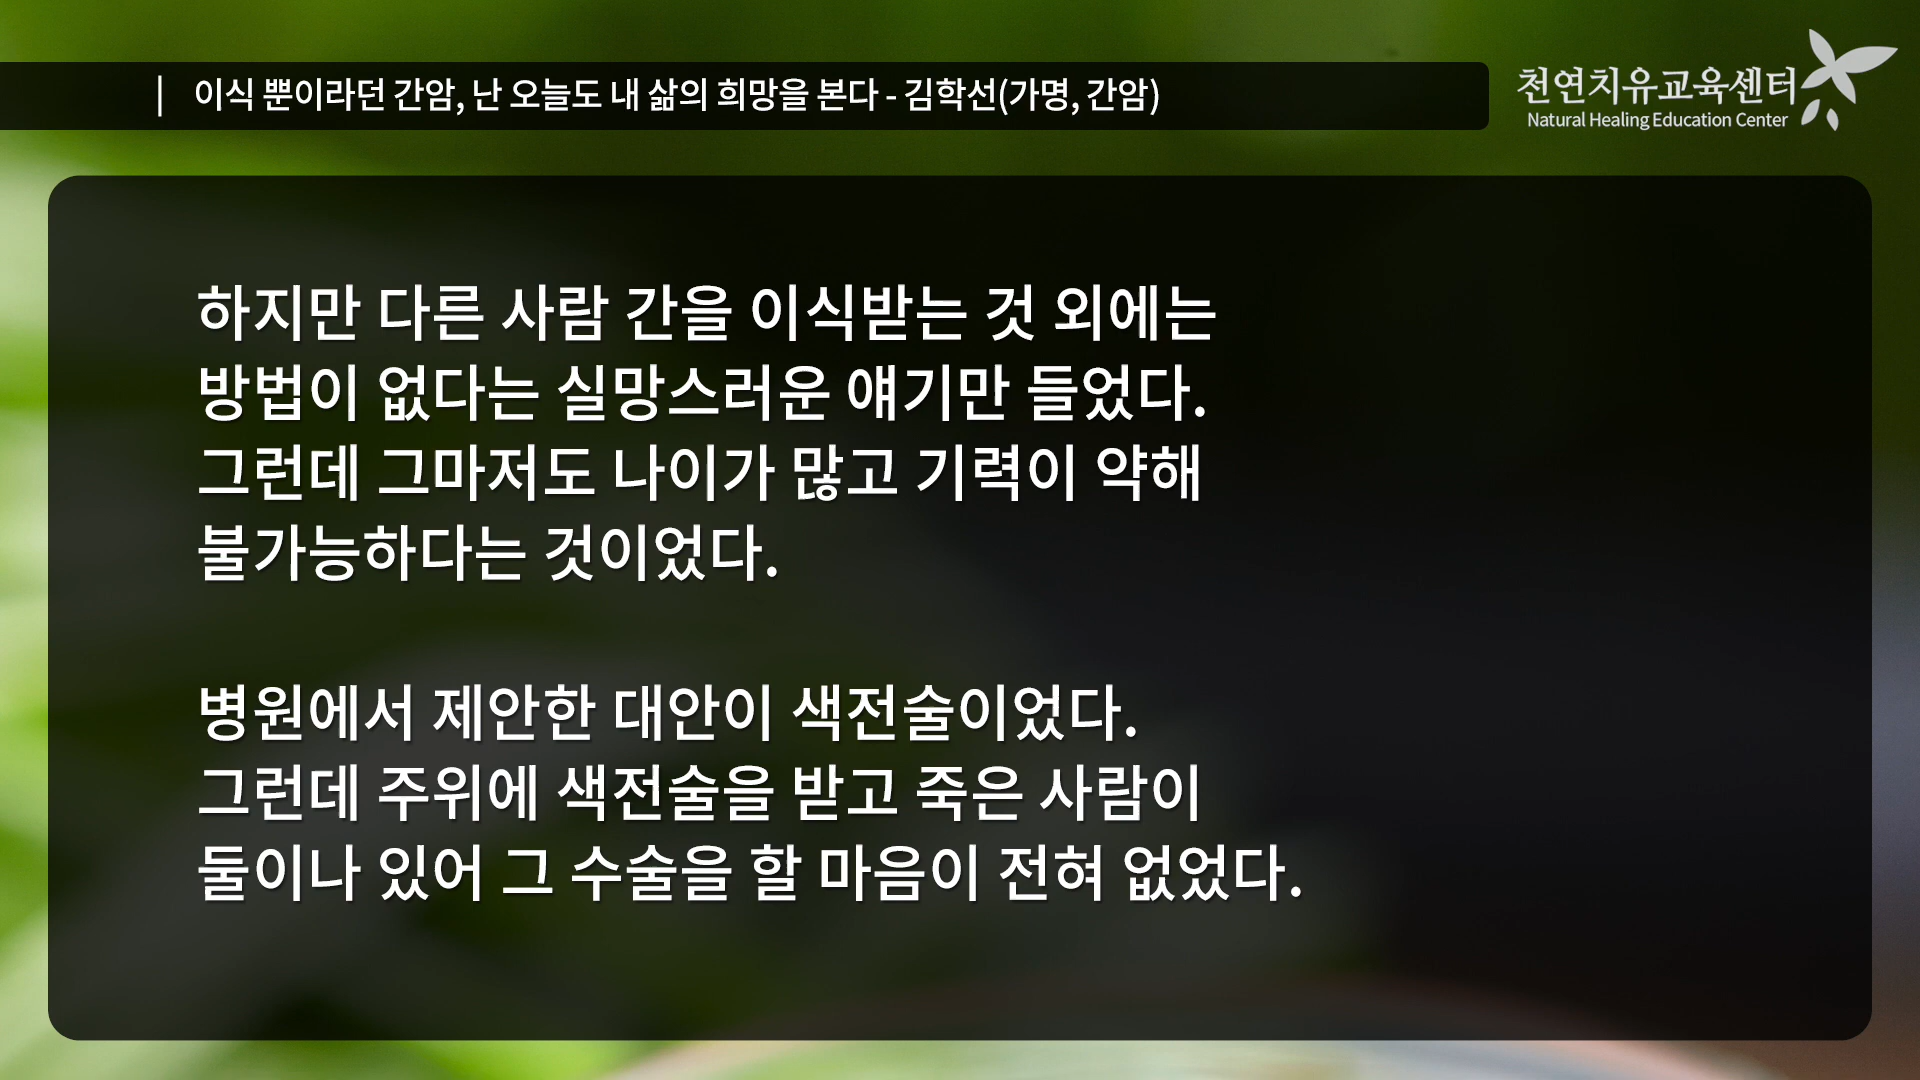 | 이식 뿐이라던 간암, 난 오늘도 내 삶의 희망을 본다 - 김학선(가명, 간암)
천연치유교육센터
Natural Healing Education Center
하지만 다른 사람 간을 이식받는 것 외에는
방법이 없다는 실망스러운 얘기만 들었다.
그런데 그마저도 나이가 많고 기력이 약해
불가능하다는 것이었다.
병원에서 제안한 대안이 색전술이었다.
그런데 주위에 색전술을 받고 죽은 사람이
둘이나 있어 그 수술을 할 마음이 전혀 없었다.